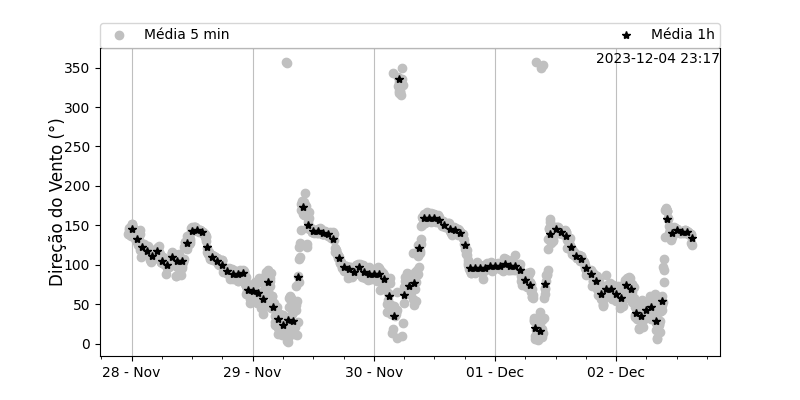 Média 5 min
Média 1h
2023-12-04 23:17
Direção do Vento (°)
350
300
250
200
150
100
50
0
28 - Nov
29 - Nov
30 - Nov
01 - Dec
02 - Dec